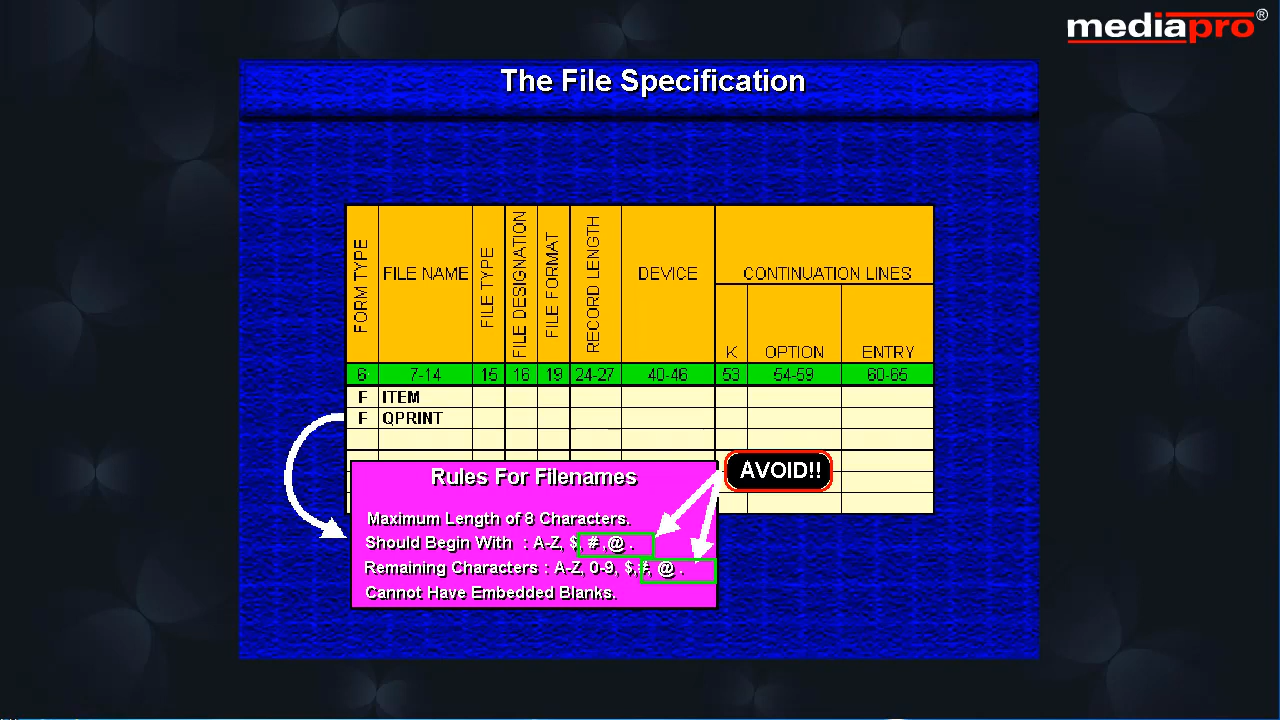 mediapro®
The File Specification
FORM TYPE
FILE NAME
FILE TYPE
FILE DESIGNATION
FILE FORMAT
RECORD LENGTH
DEVICE
CONTINUATION LINES
K OPTION ENTRY
6 7-14 15 16 19 24-27 40-46 53 54-59 60-65
F ITEM
F QPRINT
AVOID!!
Rules For Filenames
Maximum Length of 8 Characters.
Should Begin With : A-Z, $, # ,@ .
Remaining Characters : A-Z, 0-9, $,#, @ .
Cannot Have Embedded Blanks.